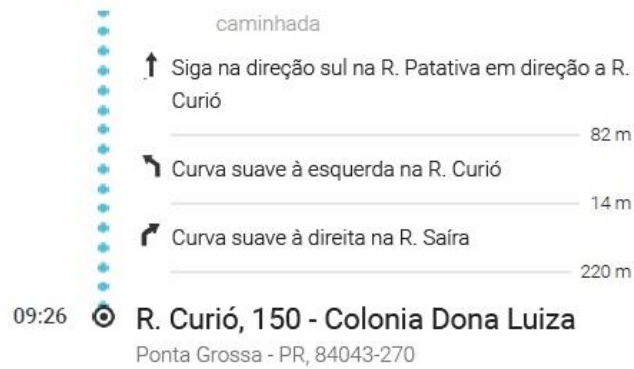 caminhada
Siga na direção sul na R. Patativa em direção a R.
Curió
82 m
Curva suave à esquerda na R. Curió
14 m
Curva suave à direita na R. Saíra
220 m
09:26 R. Curió, 150 - Colonia Dona Luiza
Ponta Grossa - PR, 84043-270